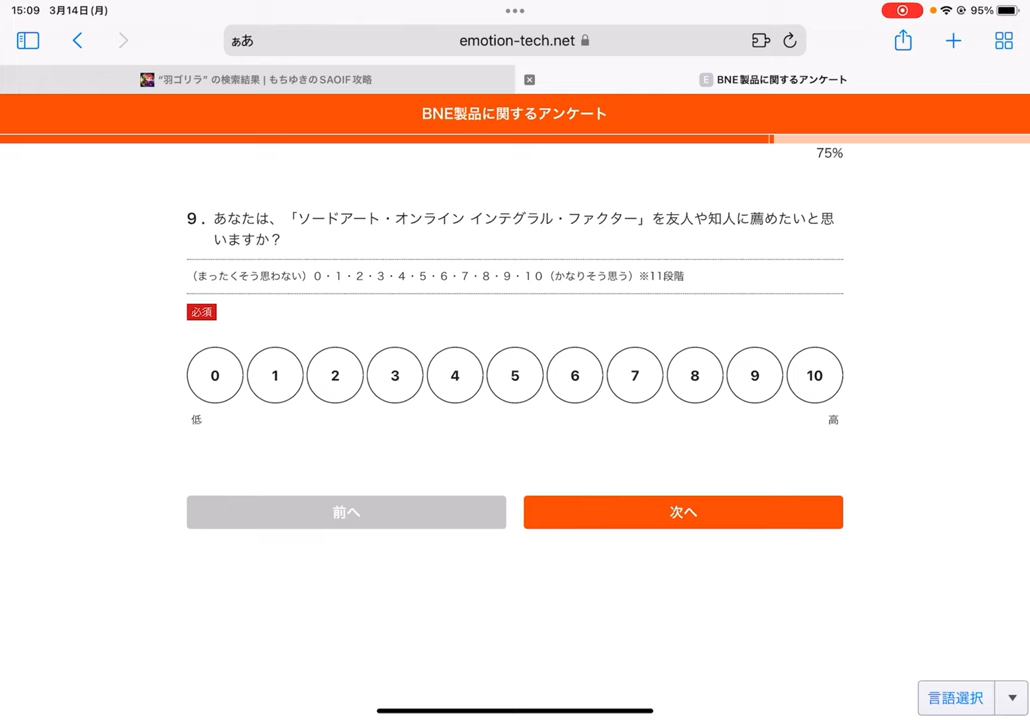 15:09 3月14日(月)
95%
ぁあ
emotion-tech.net
"羽ゴリラ" の検索結果 | もちゆきのSAOIF攻略
E BNE製品に関するアンケート
BNE製品に関するアンケート
75%
9． あなたは、「ソードアート・オンライン インテグラル・ファクター」を友人や知人に薦めたいと思
いますか？
（まったくそう思わない）０・１・２・３・４・５・６・７・８・９・１０（かなりそう思う）※11段階
必須
0 1 2 3 4 5 6 7 8 9 10
低 高
前へ 次へ
言語選択